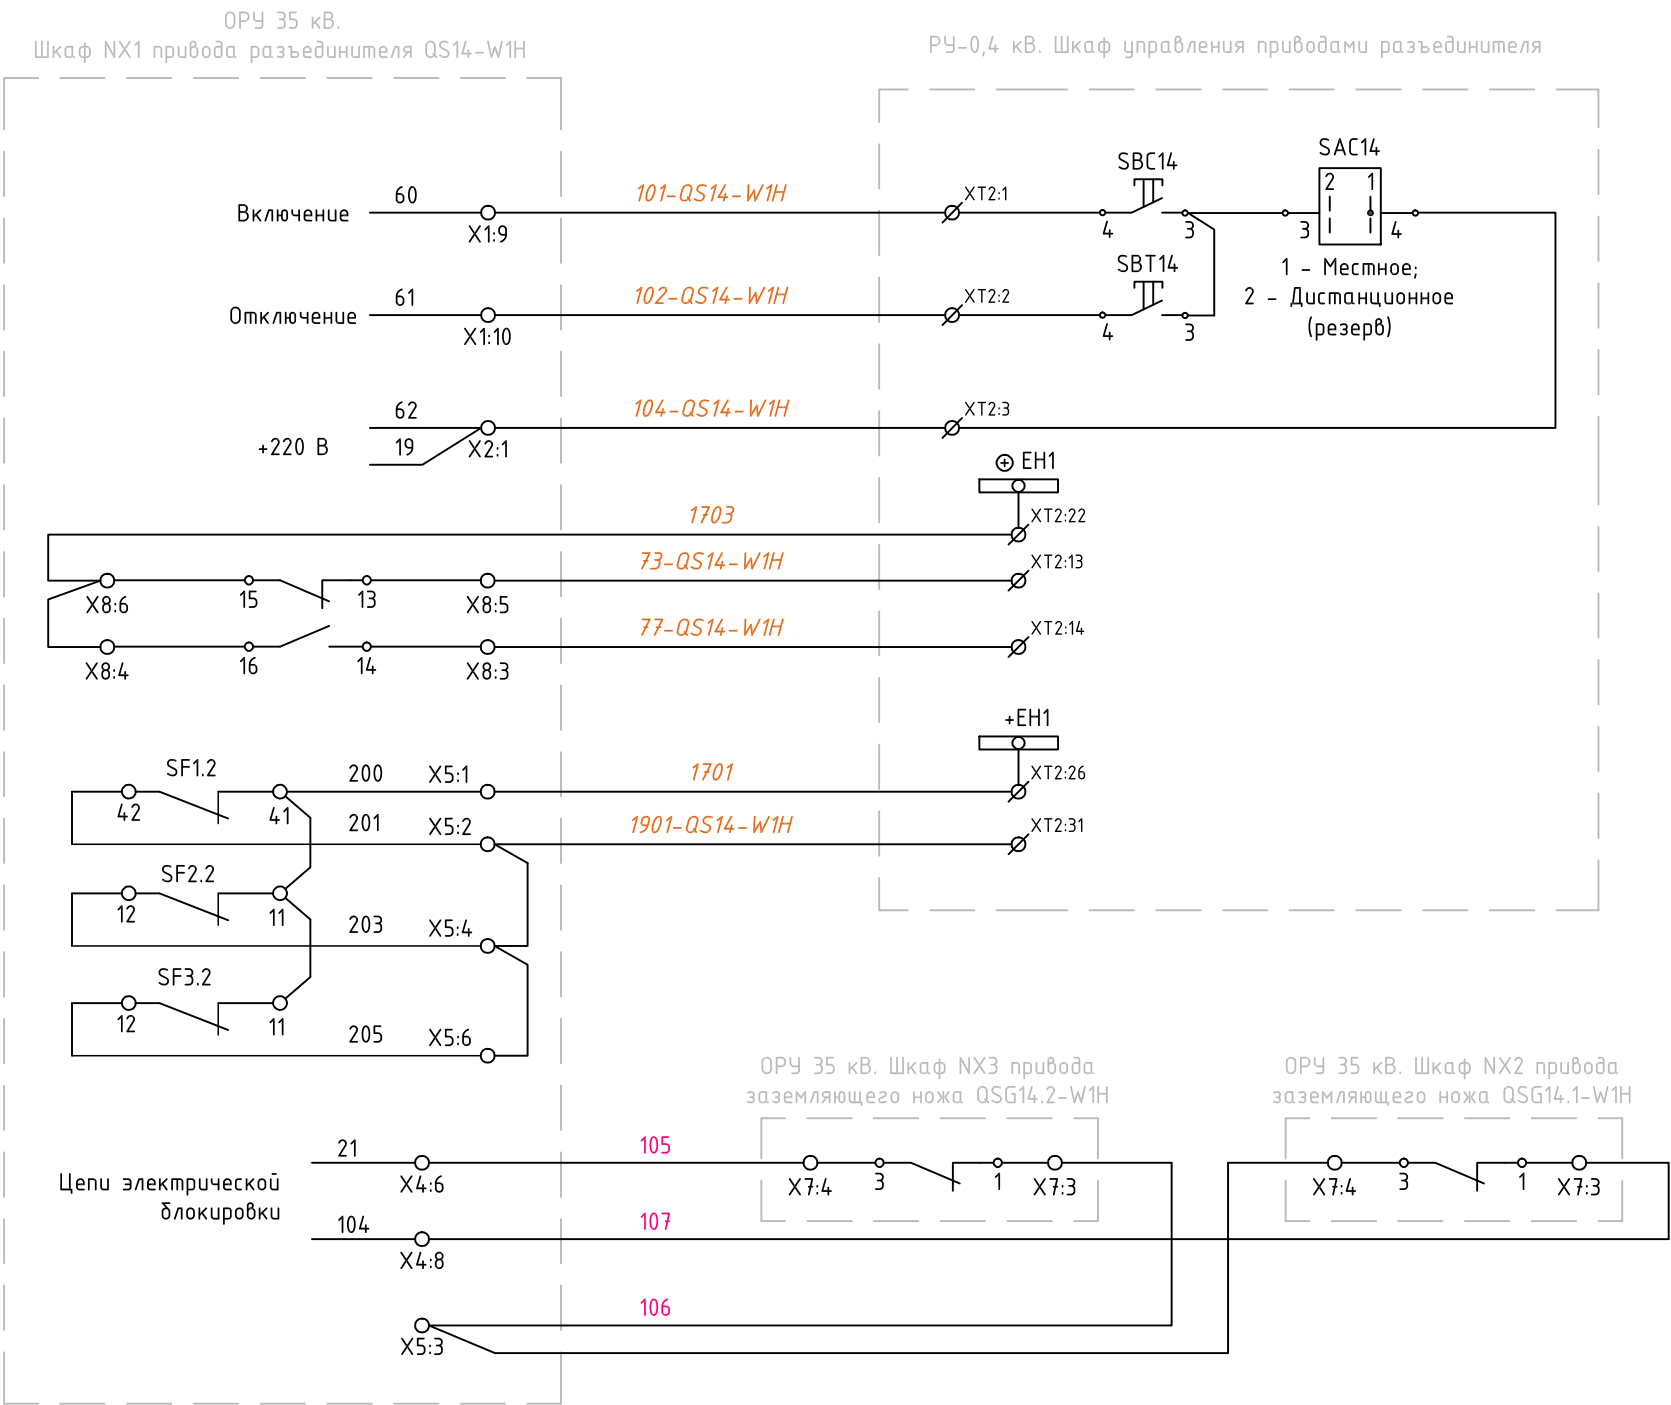 ОРУ 35 кВ.
Шкаф NX1 привода разъединителя QS14-W1H
РУ-0,4 кВ. Шкаф управления приводами разъединителя
SBC14
SAC14
2 1
Включение
60
X1:9
101-QS14-W1H
XT2:1
4
3
3
4
SBT14
1 - Местное;
2 - Дистанционное
(резерв)
Отключение
61
X1:10
102-QS14-W1H
XT2:2
4
3
+220 В
62
19
X2:1
104-QS14-W1H
XT2:3
⊕ EH1
1703
XT2:22
73-QS14-W1H
XT2:13
X8:6
15
13
X8:5
77-QS14-W1H
XT2:14
X8:4
16
14
X8:3
+EH1
SF1.2
200
X5:1
1701
XT2:26
42
41
201
X5:2
1901-QS14-W1H
XT2:31
SF2.2
12
11
203
X5:4
SF3.2
12
11
205
X5:6
ОРУ 35 кВ. Шкаф NX3 привода
заземляющего ножа QSG14.2-W1H
ОРУ 35 кВ. Шкаф NX2 привода
заземляющего ножа QSG14.1-W1H
Цепи электрической
блокировки
21
X4:6
105
X7:4
3
1
X7:3
X7:4
3
1
X7:3
104
X4:8
107
106
X5:3